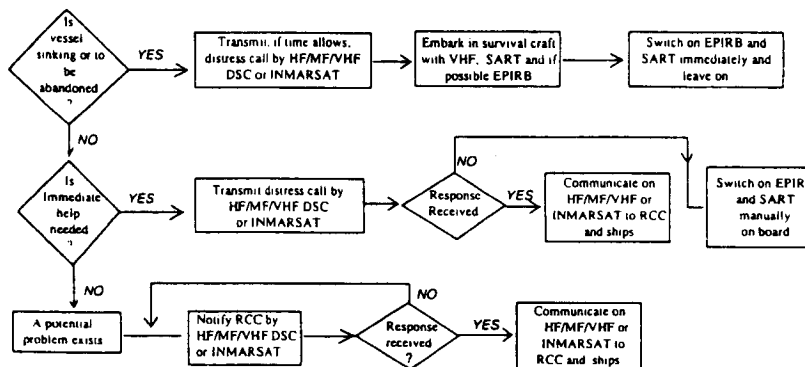 Is
vessel
sinking or to
be
abandoned
?
YES
Transmit, if time allows,
distress call by HF/MF/VHF
DSC or INMARSAT
Embark in survival craft
with VHF, SART and if
possible EPIRB
Switch on EPIRB and
SART immediately and
leave on
NO
Is
Immediate
help
needed
?
YES
Transmit distress call by
HF/MF/VHF DSC
or INMARSAT
Response
Received
NO
YES
Communicate on
HF/MF/VHF or
INMARSAT to RCC
and ships
Switch on EPIR
and SART
manually
on board
NO
A potential
problem exists
Notify RCC by
HF/MF/VHF DSC
or INMARSAT
NO
Response
received
?
YES
Communicate on
HF/MF/VHF or
INMARSAT to
RCC and ships